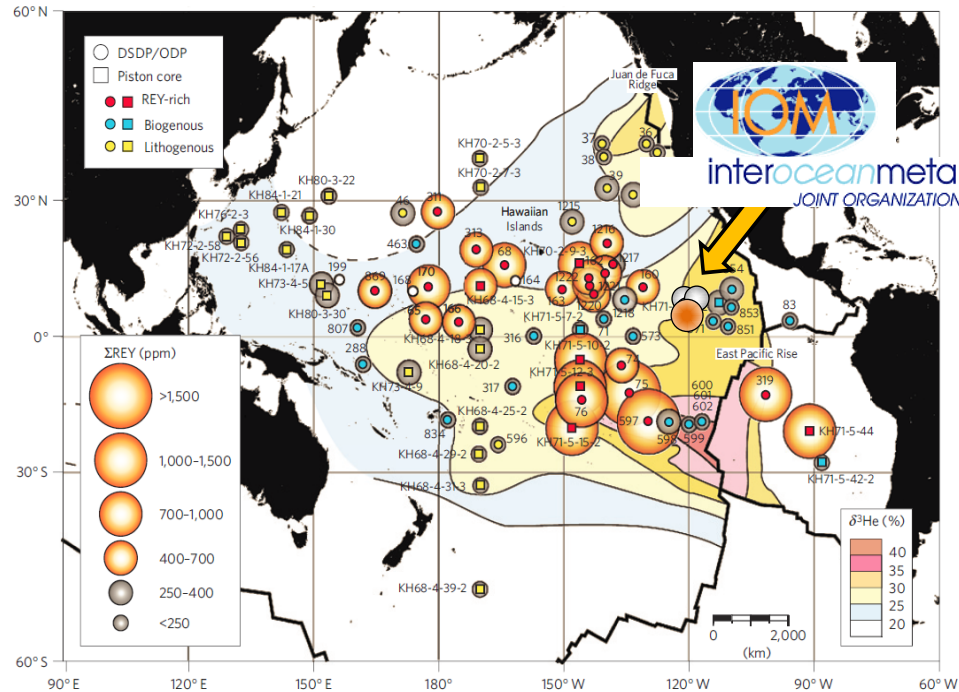 60° N
30° N
0°
30° S
60° S
90° E
120° E
150° E
180°
150° W
120° W
90° W
60° W
DSDP/ODP
Piston core
REY-rich
Biogenous
Lithogenous
Juan de Fuca
Ridge
IOM
interoceanmeta
JOINT ORGANIZATION
37
36
38
39
KH70-2-5-3
KH70-2-7-3
KH80-3-22
KH84-1-21
KH76-2-3
KH84-1-30
KH72-2-58
KH72-2-56
KH84-1-17A
46
311
463
Hawaiian
Islands
1215
1216
313
68
KH70-2-9-3
1217
199
KH73-4-5
869
168
170
164
1222
163
160
KH68-4-15-3
KH71-
KH80-3-30
65
166
1220
1218
807
KH68-4-18-3
KH71-5-7-2
71
853
851
83
316
573
288
KH71-5-10-2
East Pacific Rise
KH68-4-20-2
74
KH73-4-9
KH71-5-12-3
317
75
600
601
602
319
76
KH68-4-25-2
597
834
596
598
599
KH71-5-44
KH71-5-15-2
KH68-4-29-2
KH71-5-42-2
KH68-4-31-3
KH68-4-39-2
ΣREY (ppm)
>1,500
1,000–1,500
700–1,000
400–700
250–400
<250
δ³He (%)
40
35
30
25
20
0
2,000
(km)